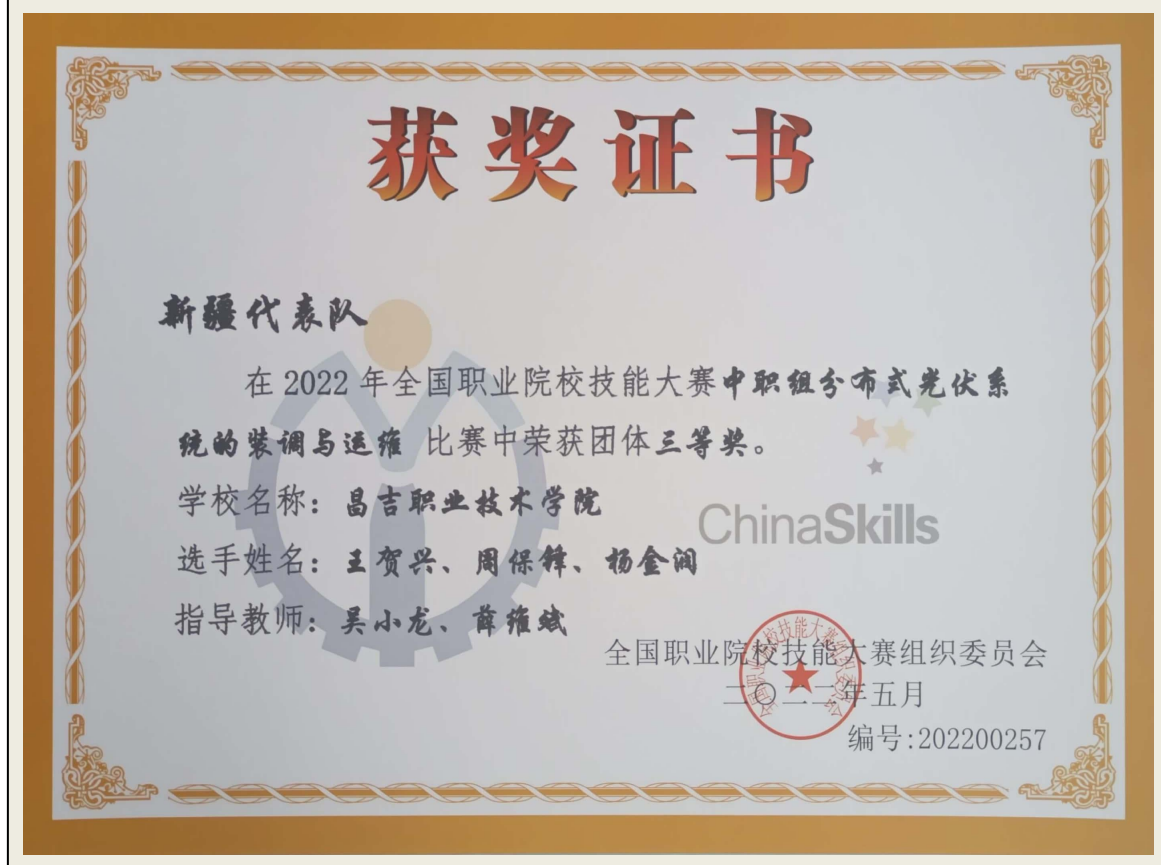 获奖证书
新疆代表队
在 2022 年全国职业院校技能大赛中职组分布式光伏系
统的装调与运维 比赛中荣获团体三等奖。
学校名称：昌吉职业技术学院
ChinaSkills
选手姓名：王贺兴、周保锋、杨金润
指导教师：吴小龙、薛维斌
全国职业院校技能大赛组织委员会
二〇二二年五月
编号:202200257